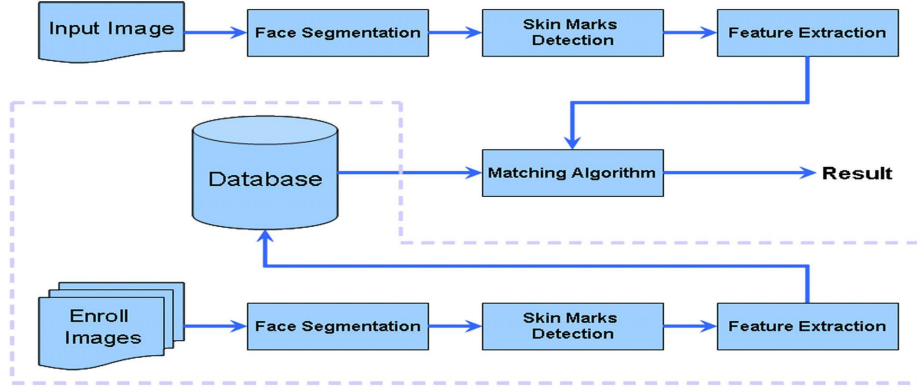 Input Image
Face Segmentation
Skin Marks
Detection
Feature Extraction
Database
Matching Algorithm
Result
Enroll
Images
Face Segmentation
Skin Marks
Detection
Feature Extraction